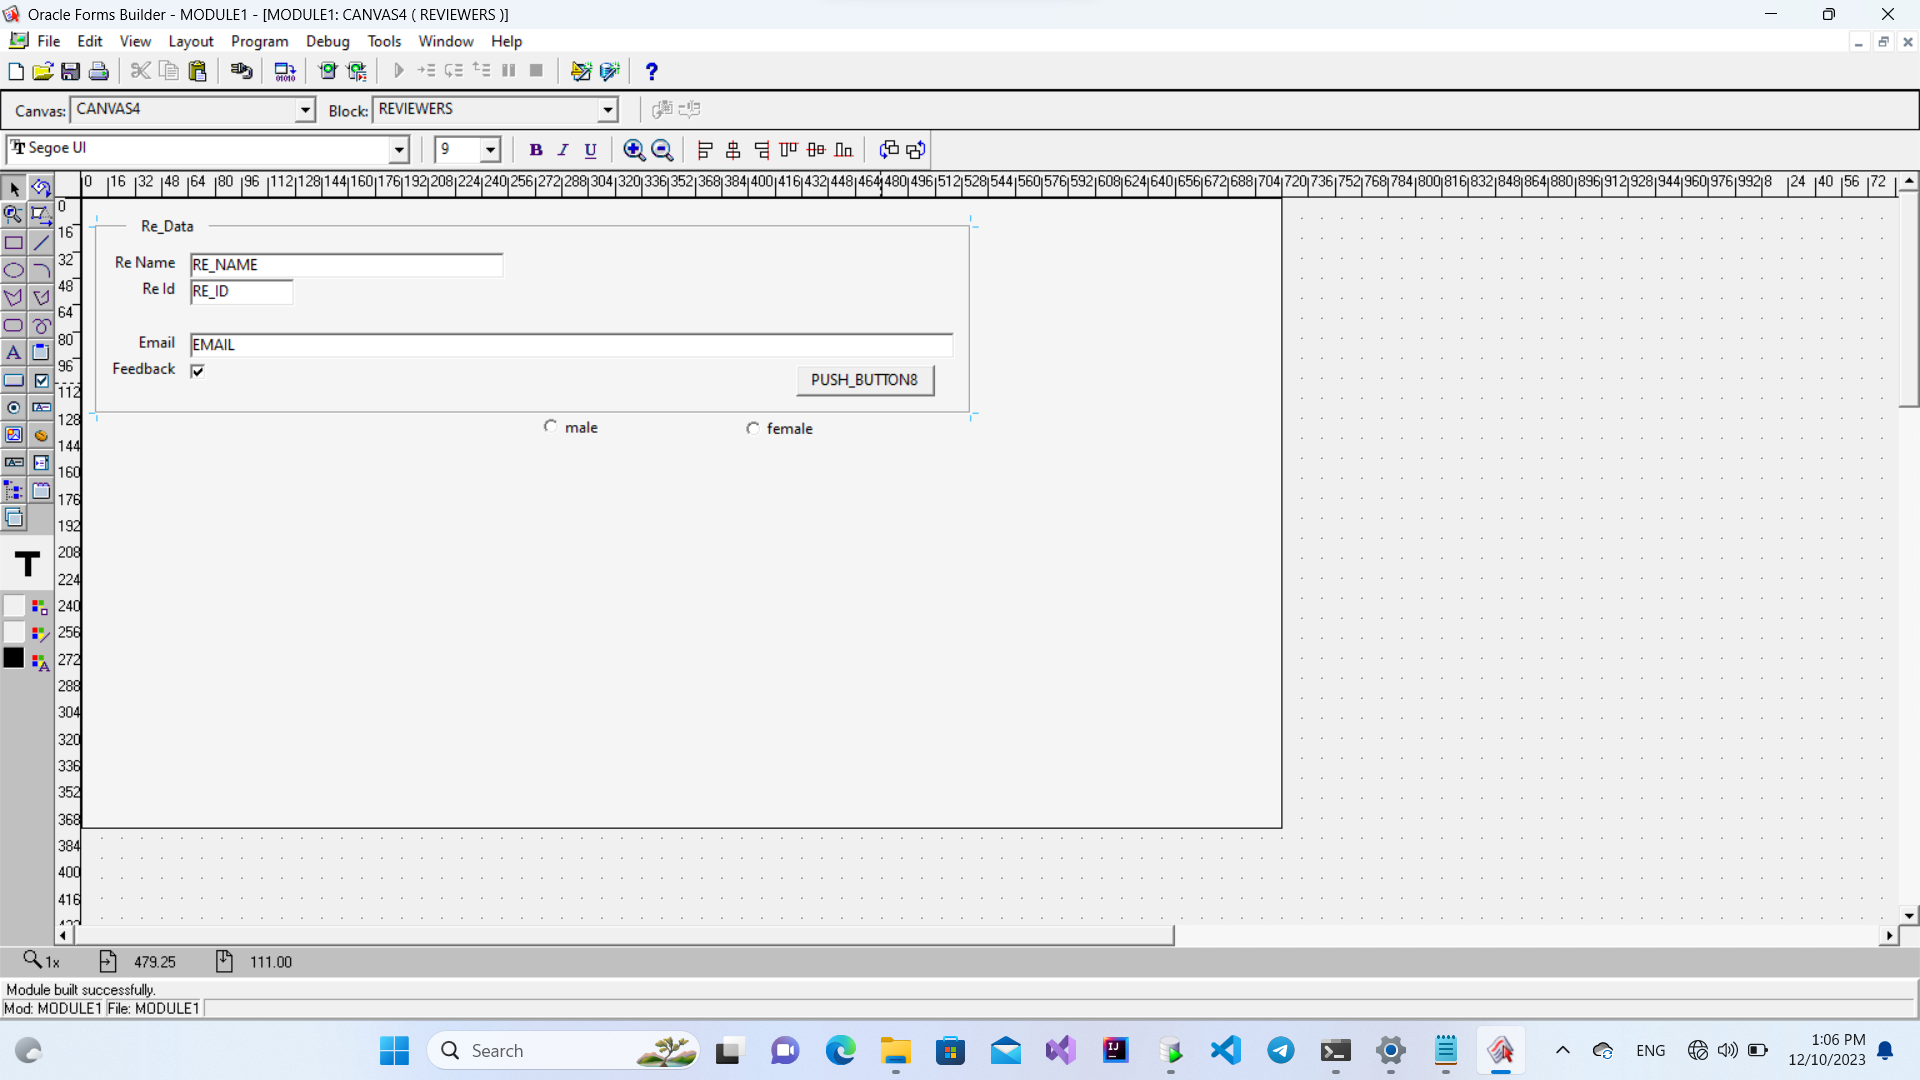 Oracle Forms Builder - MODULE1 - [MODULE1: CANVAS4 ( REVIEWERS )]
File Edit View Layout Program Debug Tools Window Help
Canvas: CANVAS4 Block: REVIEWERS
Segoe UI 9 B I U
0 16 32 48 64 80 96 112 128 144 160 176 192 208 224 240 256 272 288 304 320 336 352 368 384 400 416 432 448 464 480 496 512 528 544 560 576 592 608 624 640 656 672 688 704 720 736 752 768 784 800 816 832 848 864 880 896 912 928 944 960 976 992 8 24 40 56 72
0
16
32
48
64
80
96
112
128
144
160
176
192
208
224
240
256
272
288
304
320
336
352
368
384
400
416
Re_Data
Re Name RE_NAME
Re Id RE_ID
Email EMAIL
Feedback
PUSH_BUTTON8
male female
1x 479.25 111.00
Module built successfully.
Mod: MODULE1 File: MODULE1
Search
ENG
1:06 PM
12/10/2023